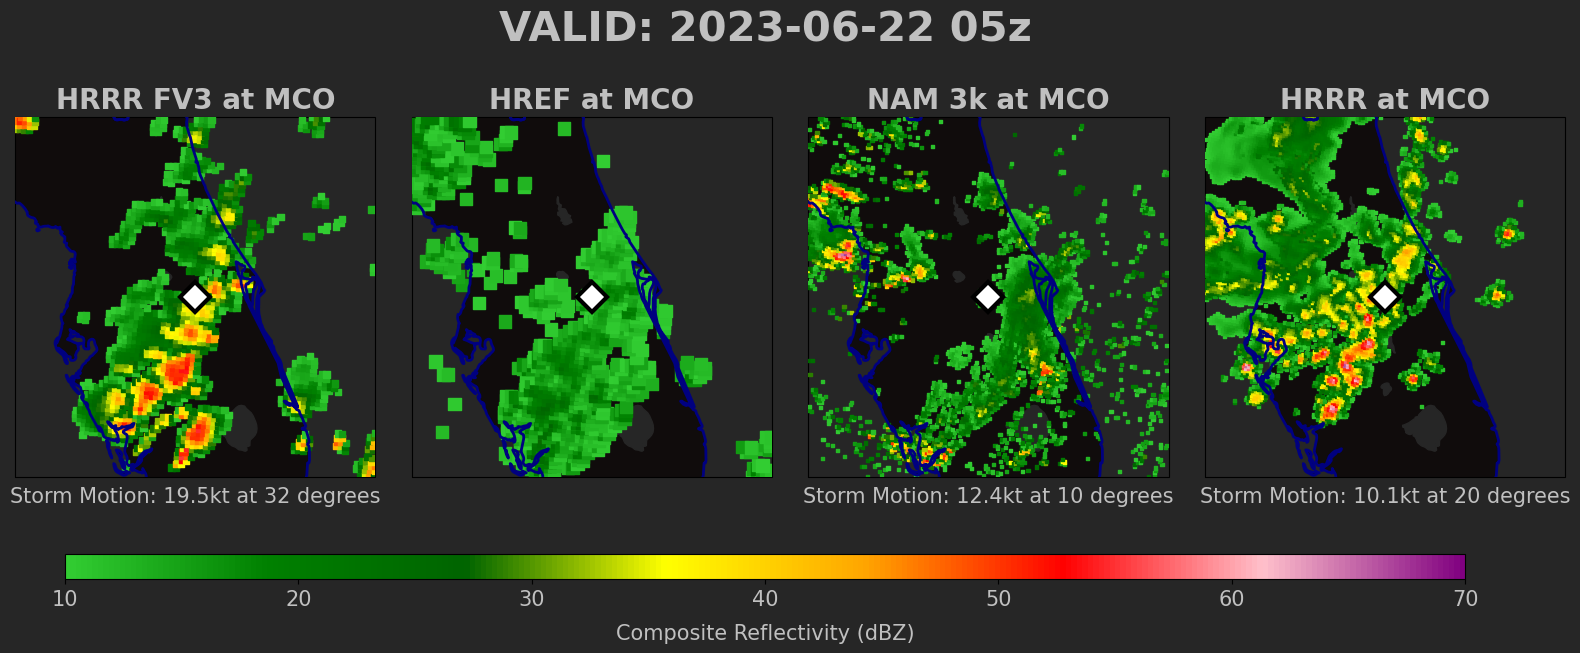 VALID: 2023-06-22 05z
HRRR FV3 at MCO
HREF at MCO
NAM 3k at MCO
HRRR at MCO
Storm Motion: 19.5kt at 32 degrees
Storm Motion: 12.4kt at 10 degrees
Storm Motion: 10.1kt at 20 degrees
10 20 30 40 50 60 70
Composite Reflectivity (dBZ)